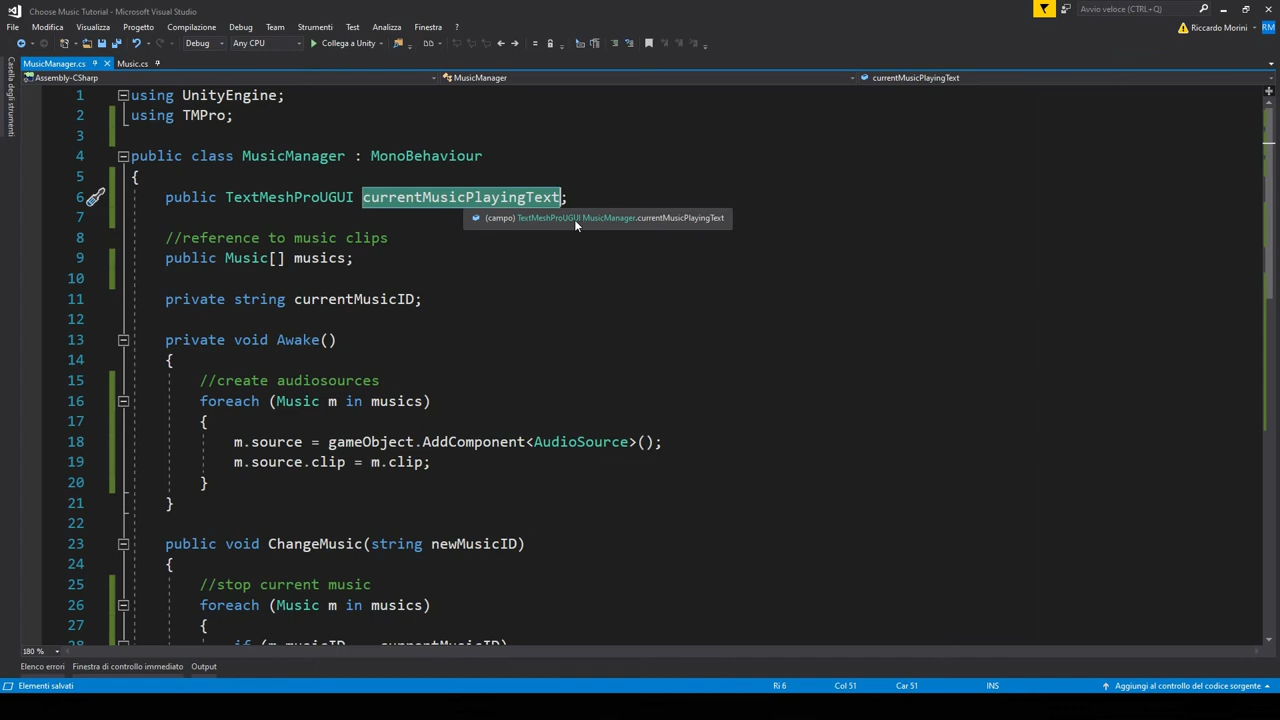 Choose Music Tutorial - Microsoft Visual Studio
Avvio veloce (CTRL+Q)
File Modifica Visualizza Progetto Compilazione Debug Team Strumenti Test Analizza Finestra ?
Riccardo Morini RM
Debug Any CPU Collega a Unity
MusicManager.cs Music.cs
Assembly-CSharp MusicManager currentMusicPlayingText
Casella degli strumenti
1 using UnityEngine;
2 using TMPro;
3
4 public class MusicManager : MonoBehaviour
5 {
6 public TextMeshProUGUI currentMusicPlayingText;
7 (campo) TextMeshProUGUI MusicManager.currentMusicPlayingText
8 //reference to music clips
9 public Music[] musics;
10
11 private string currentMusicID;
12
13 private void Awake()
14 {
15 //create audiosources
16 foreach (Music m in musics)
17 {
18 m.source = gameObject.AddComponent<AudioSource>();
19 m.source.clip = m.clip;
20 }
21 }
22
23 public void ChangeMusic(string newMusicID)
24 {
25 //stop current music
26 foreach (Music m in musics)
27 {
28 if (m.musicID currentMusicID)
180 %
Elenco errori Finestra di controllo immediato Output
Elementi salvati Ri 6 Col 51 Car 51 INS Aggiungi al controllo del codice sorgente